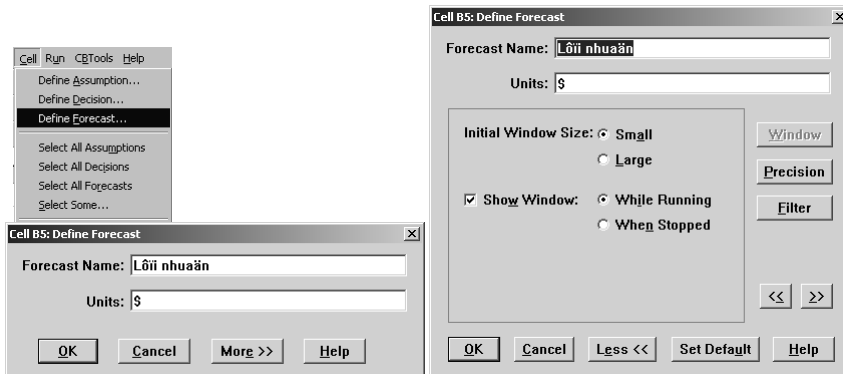 Cell Run CBTools Help
Define Assumption...
Define Decision...
Define Forecast...
Select All Assumptions
Select All Decisions
Select All Forecasts
Select Some...
Cell B5: Define Forecast
Forecast Name: Lôïi nhuaän
Units: $
OK Cancel More >> Help
Cell B5: Define Forecast
Forecast Name: Lôïi nhuaän
Units: $
Initial Window Size: Small
Large
Show Window: While Running
When Stopped
Window
Precision
Filter
<< >>
OK Cancel Less << Set Default Help